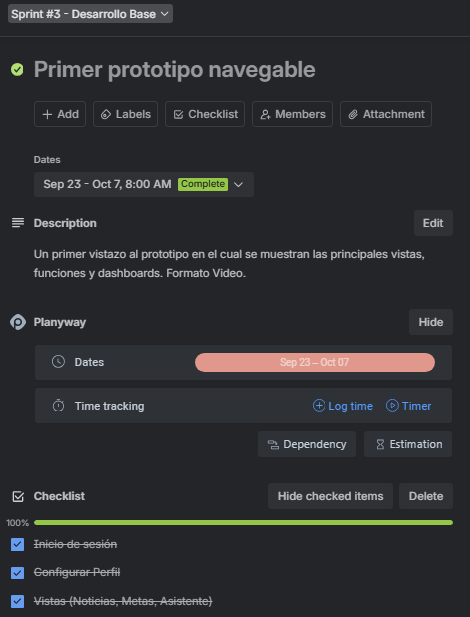 Sprint #3 - Desarrollo Base
Primer prototipo navegable
Add Labels Checklist Members Attachment
Dates
Sep 23 - Oct 7, 8:00 AM Complete
Description Edit
Un primer vistazo al prototipo en el cual se muestran las principales vistas,
funciones y dashboards. Formato Video.
Planyway Hide
Dates Sep 23 – Oct 07
Time tracking Log time Timer
Dependency Estimation
Checklist Hide checked items Delete
100%
Inicio de sesión
Configurar Perfil
Vistas (Noticias, Metas, Asistente)